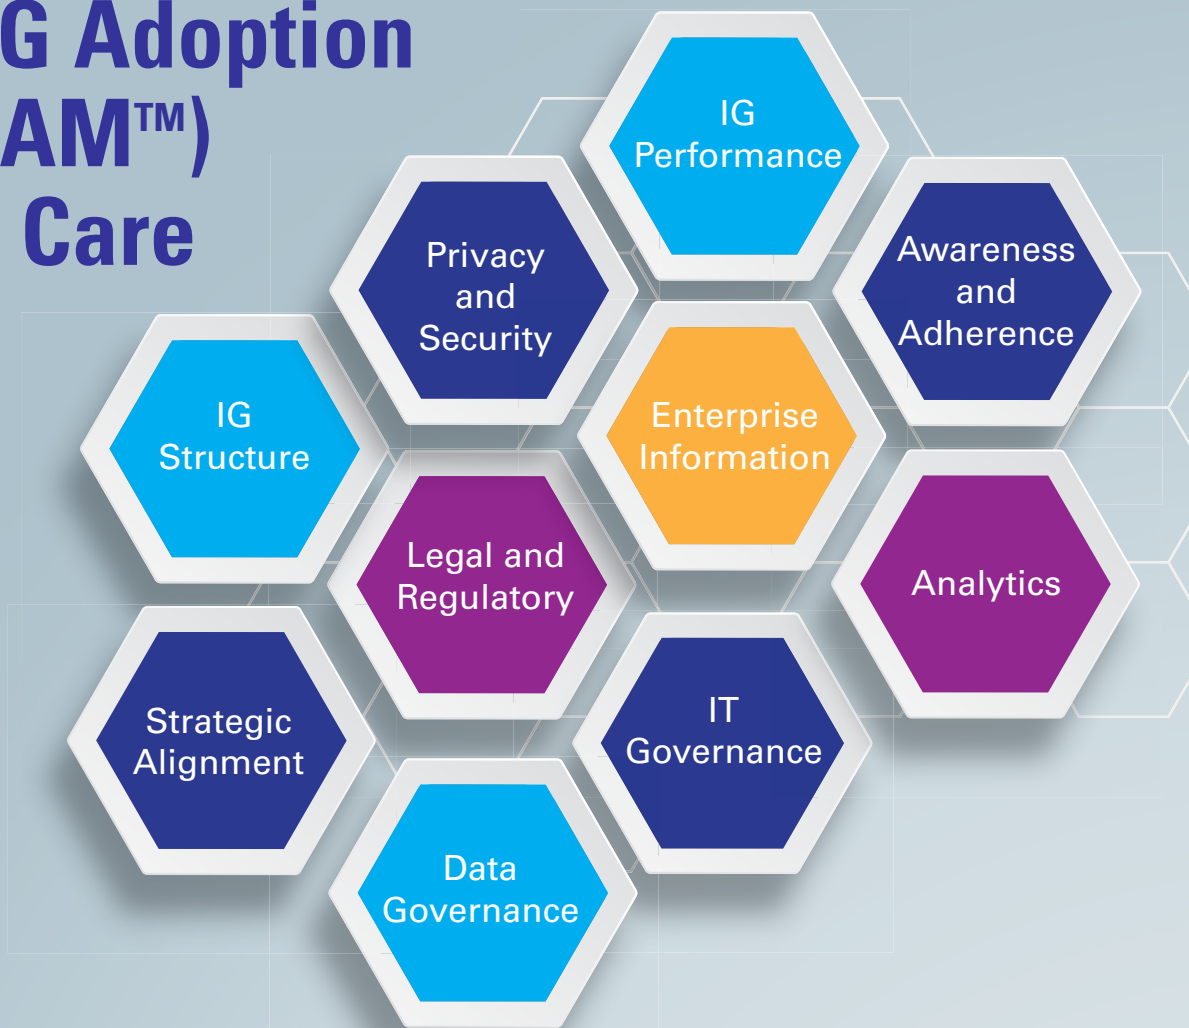 G Adoption
AM™)
Care
IG
Performance
Privacy
and
Security
Awareness
and
Adherence
IG
Structure
Enterprise
Information
Legal and
Regulatory
Analytics
Strategic
Alignment
IT
Governance
Data
Governance